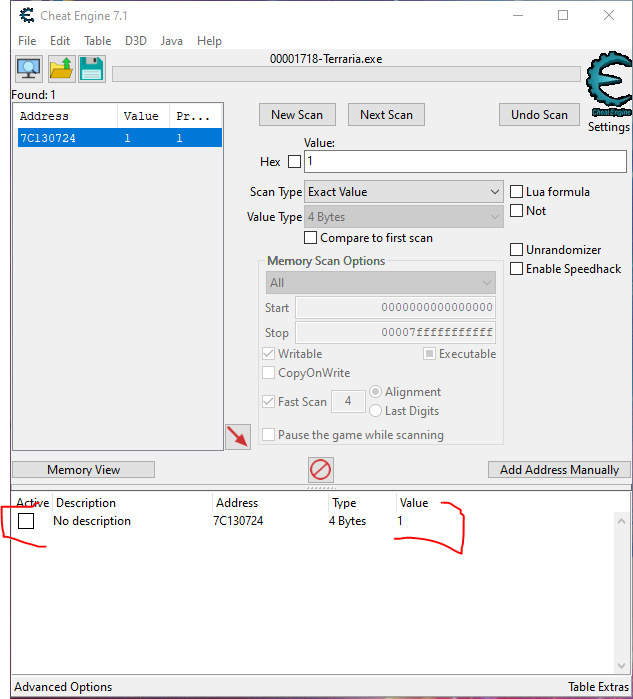 Cheat Engine 7.1
File Edit Table D3D Java Help
00001718-Terraria.exe
Found: 1
Address Value Pr...
7C130724 1 1
New Scan Next Scan Undo Scan
Cheat Engine
Settings
Value:
Hex 1
Scan Type Exact Value
Lua formula
Value Type 4 Bytes
Not
Compare to first scan
Unrandomizer
Memory Scan Options
Enable Speedhack
All
Start 0000000000000000
Stop 00007fffffffffff
Writable Executable
CopyOnWrite
Fast Scan 4 Alignment
Last Digits
Pause the game while scanning
Memory View Add Address Manually
Active Description Address Type Value
No description 7C130724 4 Bytes 1
Advanced Options Table Extras